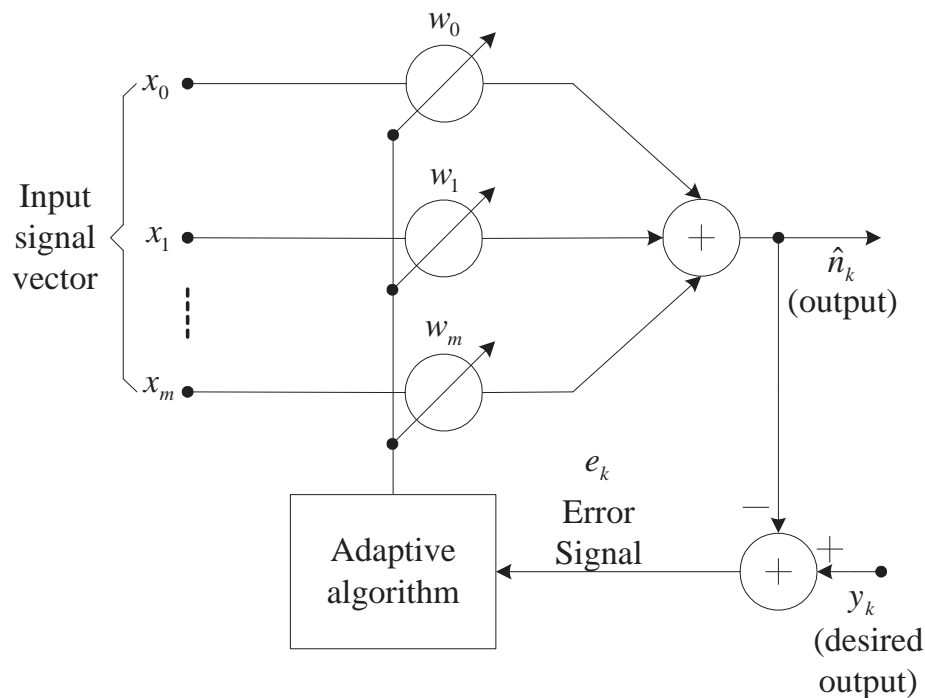 w₀
x₀
w₁
Input
signal
vector
x₁
+
n̂ₖ
(output)
wₘ
xₘ
eₖ
Error
Signal
−
+
Adaptive
algorithm
+
yₖ
(desired
output)